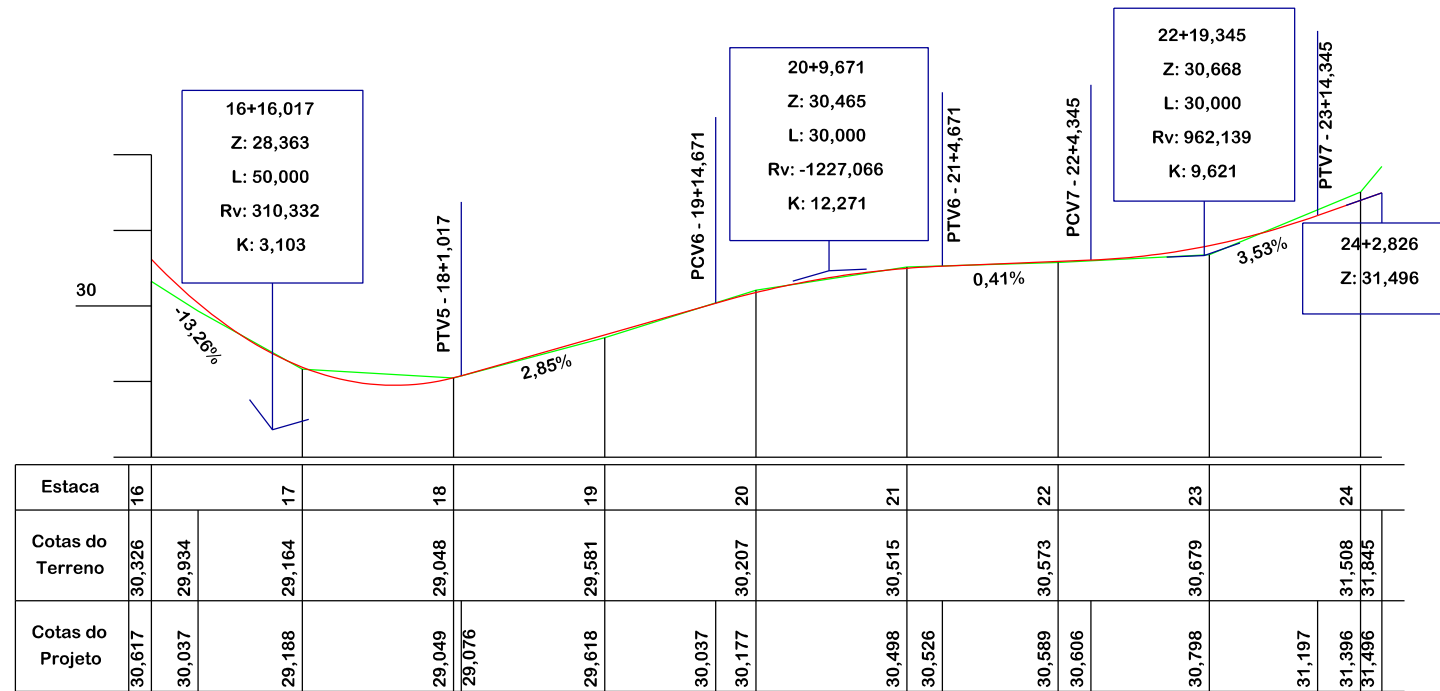 16+16,017
Z: 28,363
L: 50,000
Rv: 310,332
K: 3,103
20+9,671
Z: 30,465
L: 30,000
Rv: -1227,066
K: 12,271
22+19,345
Z: 30,668
L: 30,000
Rv: 962,139
K: 9,621
24+2,826
Z: 31,496
PTV5 - 18+1,017
PCV6 - 19+14,671
PTV6 - 21+4,671
PCV7 - 22+4,345
PTV7 - 23+14,345
30
-13,26%
2,85%
0,41%
3,53%
Estaca
16
17
18
19
20
21
22
23
24
Cotas do
Terreno
30,326
29,934
29,164
29,048
29,581
30,207
30,515
30,573
30,679
31,508
31,845
Cotas do
Projeto
30,617
30,037
29,188
29,049
29,076
29,618
30,037
30,177
30,498
30,526
30,589
30,606
30,798
31,197
31,396
31,496